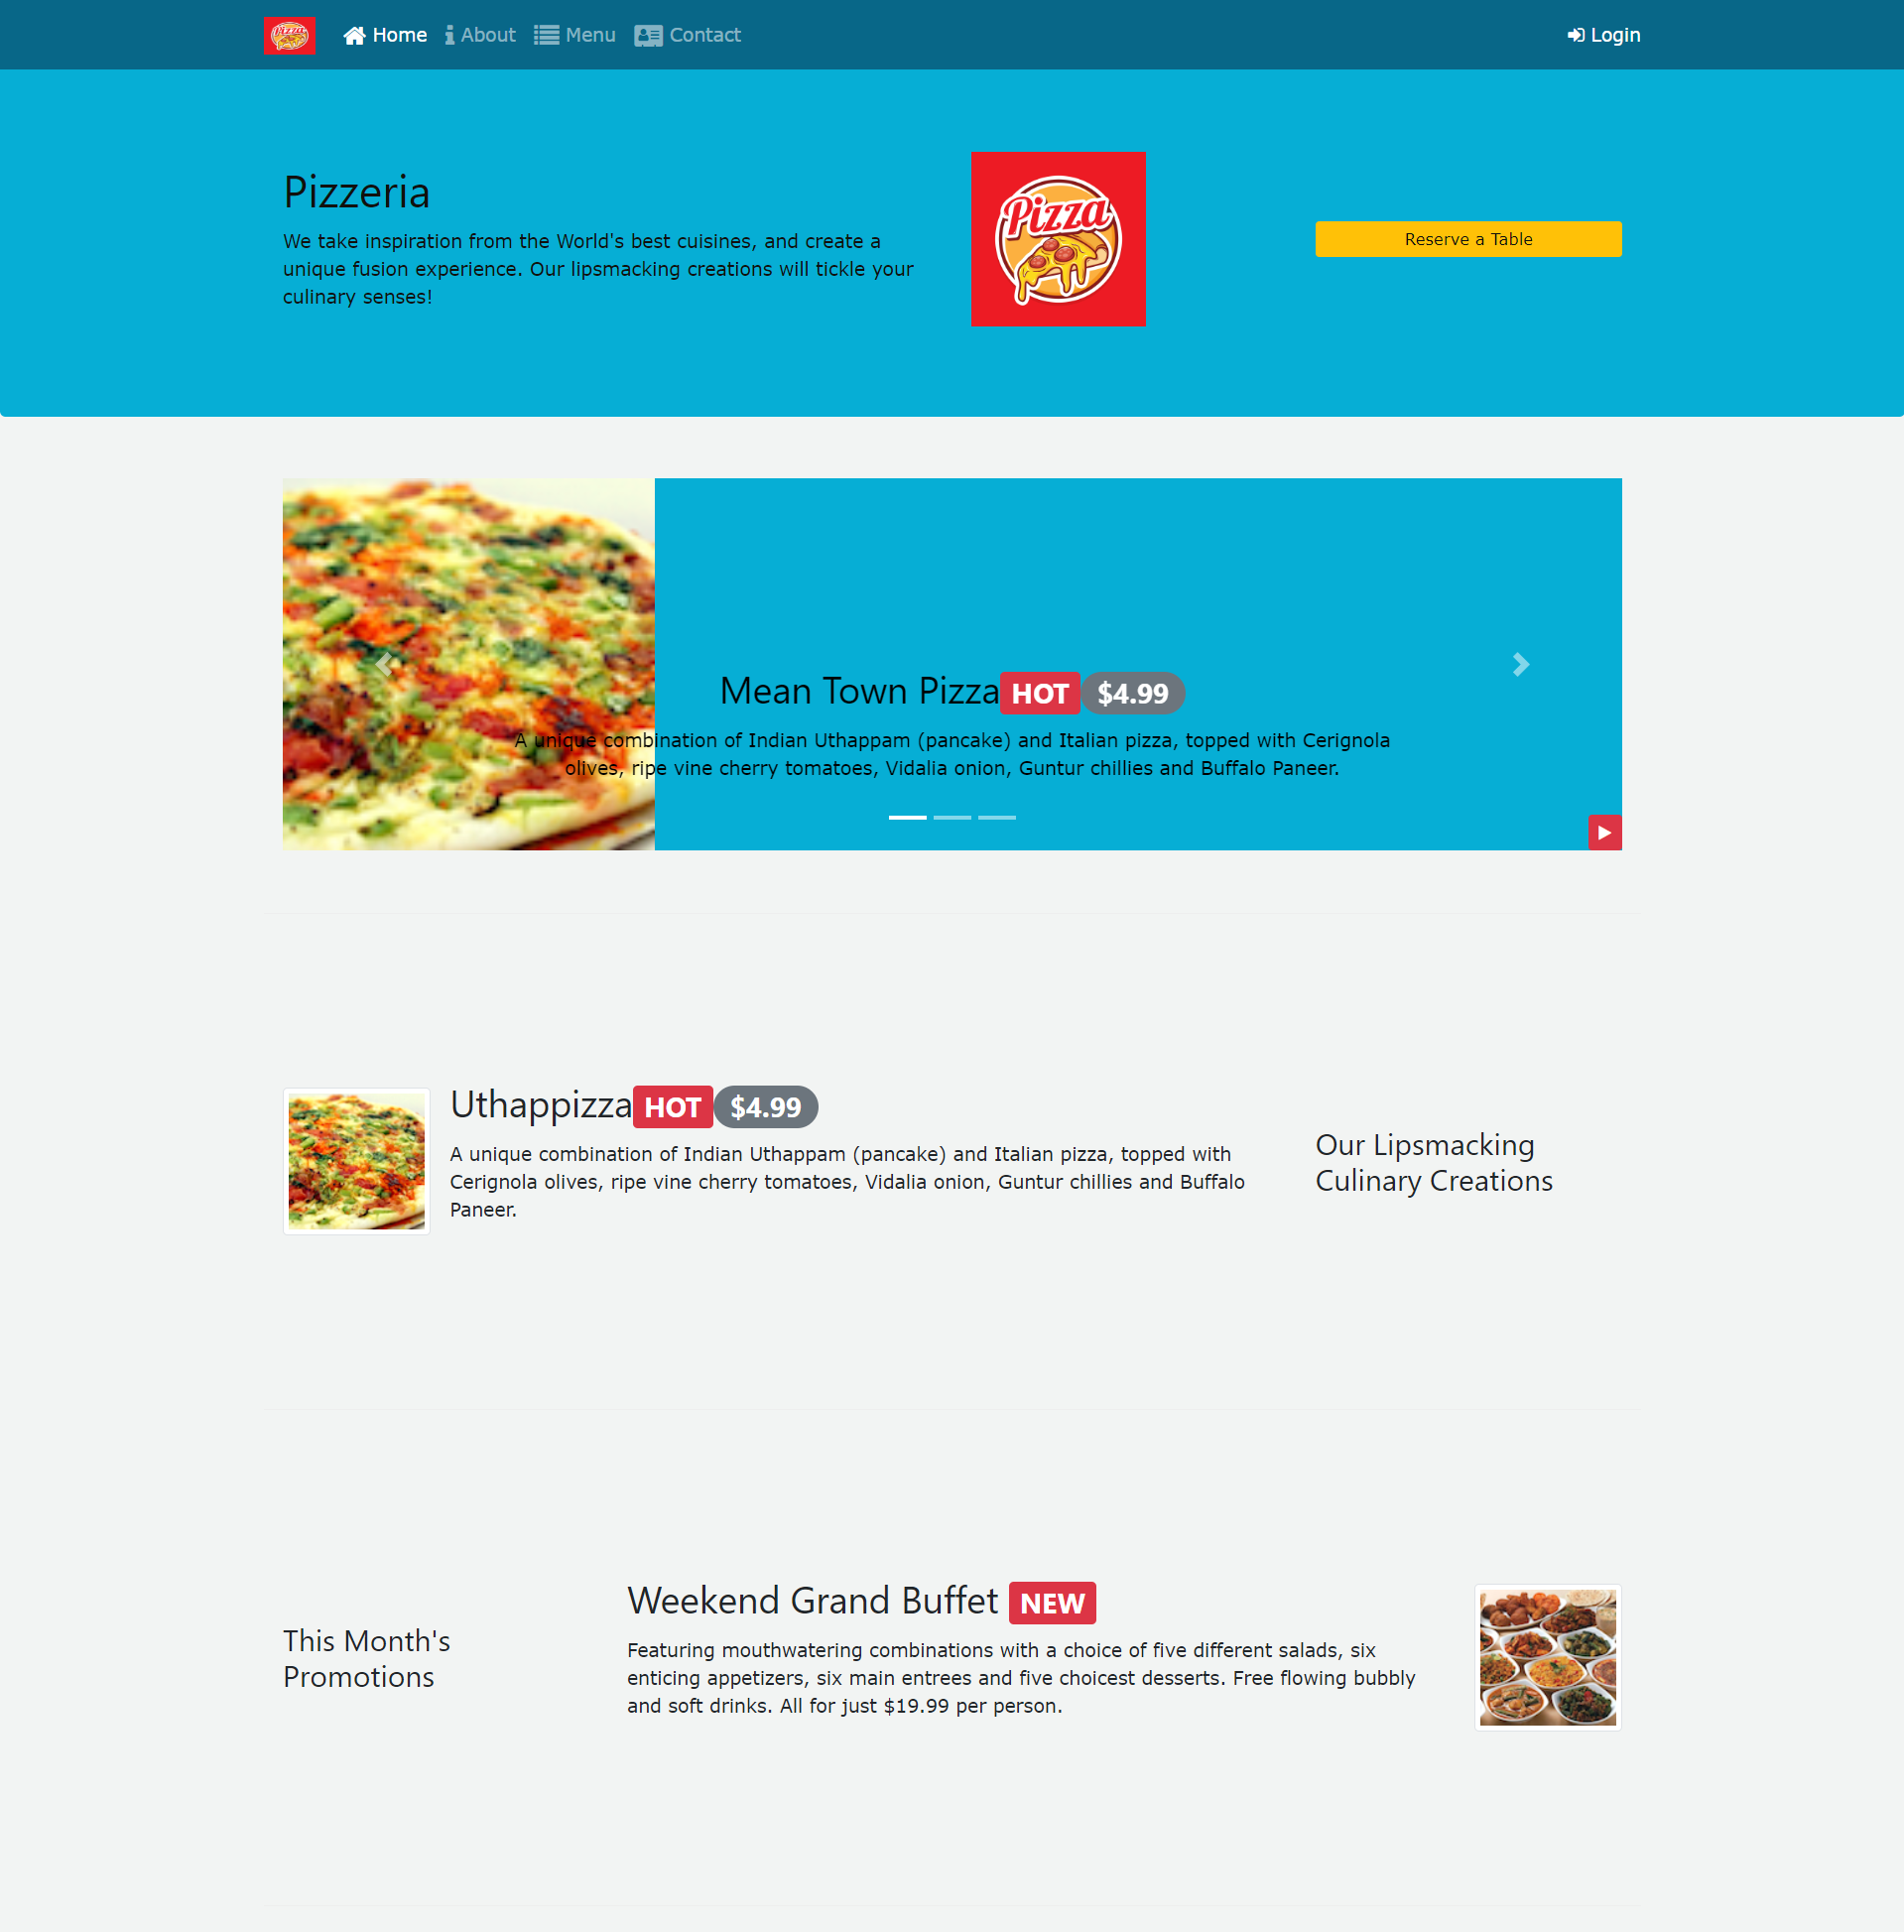 Pizza
Home
About
Menu
Contact
Login
Pizzeria
We take inspiration from the World's best cuisines, and create a
unique fusion experience. Our lipsmacking creations will tickle your
culinary senses!
Pizza
Reserve a Table
Mean Town Pizza HOT $4.99
A unique combination of Indian Uthappam (pancake) and Italian pizza, topped with Cerignola
olives, ripe vine cherry tomatoes, Vidalia onion, Guntur chillies and Buffalo Paneer.
Uthappizza HOT $4.99
A unique combination of Indian Uthappam (pancake) and Italian pizza, topped with
Cerignola olives, ripe vine cherry tomatoes, Vidalia onion, Guntur chillies and Buffalo
Paneer.
Our Lipsmacking
Culinary Creations
This Month's
Promotions
Weekend Grand Buffet NEW
Featuring mouthwatering combinations with a choice of five different salads, six
enticing appetizers, six main entrees and five choicest desserts. Free flowing bubbly
and soft drinks. All for just $19.99 per person.